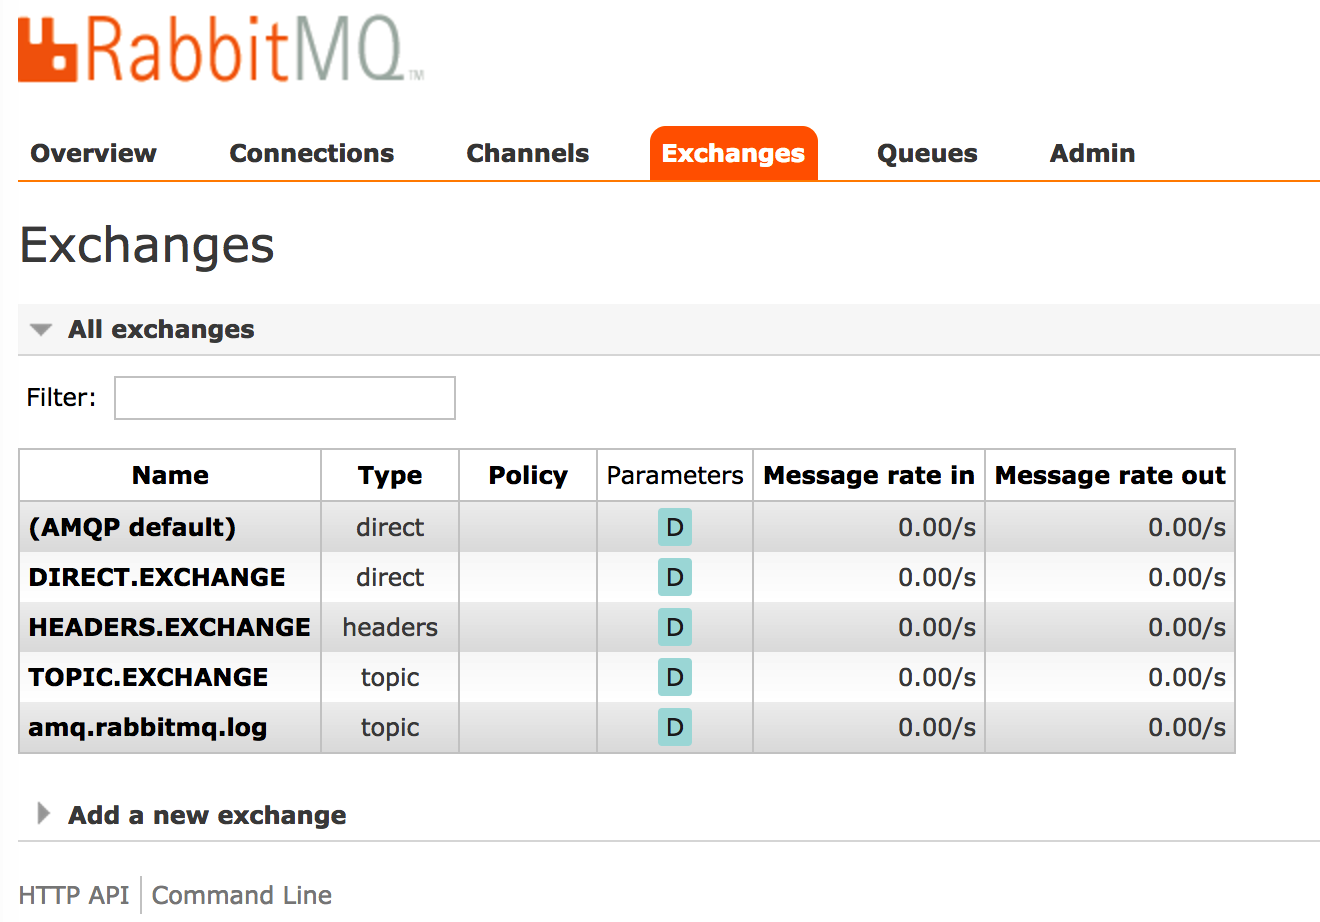 RabbitMQ™
Overview Connections Channels Exchanges Queues Admin
Exchanges
All exchanges
Filter:
Name Type Policy Parameters Message rate in Message rate out
(AMQP default) direct D 0.00/s 0.00/s
DIRECT.EXCHANGE direct D 0.00/s 0.00/s
HEADERS.EXCHANGE headers D 0.00/s 0.00/s
TOPIC.EXCHANGE topic D 0.00/s 0.00/s
amq.rabbitmq.log topic D 0.00/s 0.00/s
Add a new exchange
HTTP API Command Line